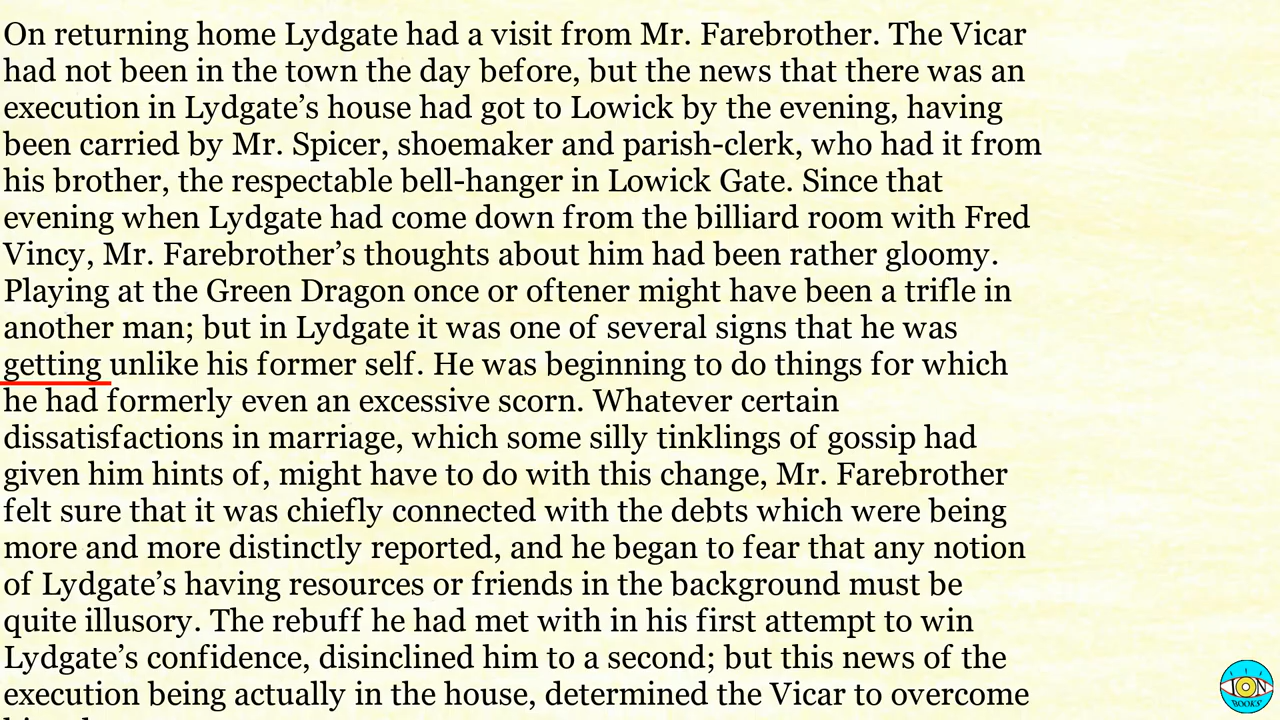 On returning home Lydgate had a visit from Mr. Farebrother. The Vicar
had not been in the town the day before, but the news that there was an
execution in Lydgate’s house had got to Lowick by the evening, having
been carried by Mr. Spicer, shoemaker and parish-clerk, who had it from
his brother, the respectable bell-hanger in Lowick Gate. Since that
evening when Lydgate had come down from the billiard room with Fred
Vincy, Mr. Farebrother’s thoughts about him had been rather gloomy.
Playing at the Green Dragon once or oftener might have been a trifle in
another man; but in Lydgate it was one of several signs that he was
getting unlike his former self. He was beginning to do things for which
he had formerly even an excessive scorn. Whatever certain
dissatisfactions in marriage, which some silly tinklings of gossip had
given him hints of, might have to do with this change, Mr. Farebrother
felt sure that it was chiefly connected with the debts which were being
more and more distinctly reported, and he began to fear that any notion
of Lydgate’s having resources or friends in the background must be
quite illusory. The rebuff he had met with in his first attempt to win
Lydgate’s confidence, disinclined him to a second; but this news of the
execution being actually in the house, determined the Vicar to overcome
ION
BOOKS